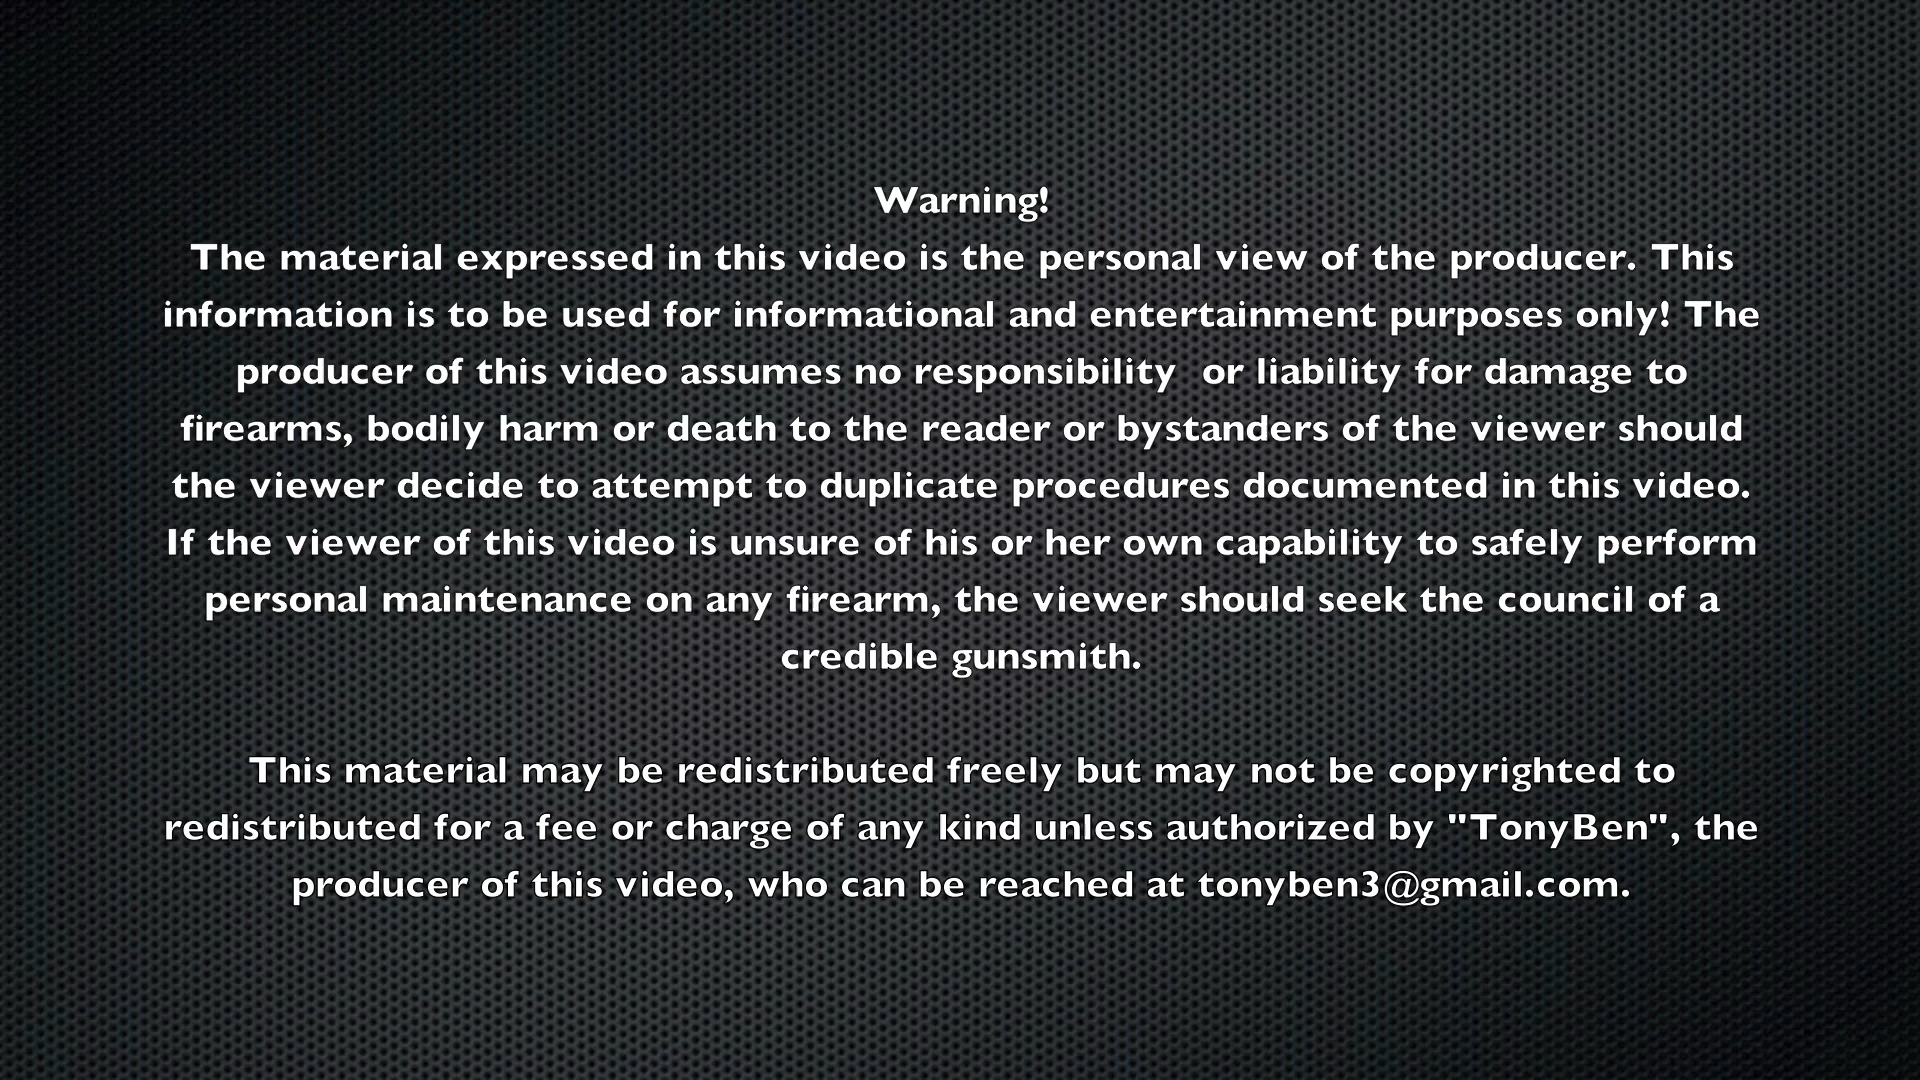 Warning!
The material expressed in this video is the personal view of the producer. This
information is to be used for informational and entertainment purposes only! The
producer of this video assumes no responsibility  or liability for damage to
firearms, bodily harm or death to the reader or bystanders of the viewer should
the viewer decide to attempt to duplicate procedures documented in this video.
If the viewer of this video is unsure of his or her own capability to safely perform
personal maintenance on any firearm, the viewer should seek the council of a
credible gunsmith.
This material may be redistributed freely but may not be copyrighted to
redistributed for a fee or charge of any kind unless authorized by "TonyBen", the
producer of this video, who can be reached at tonyben3@gmail.com.